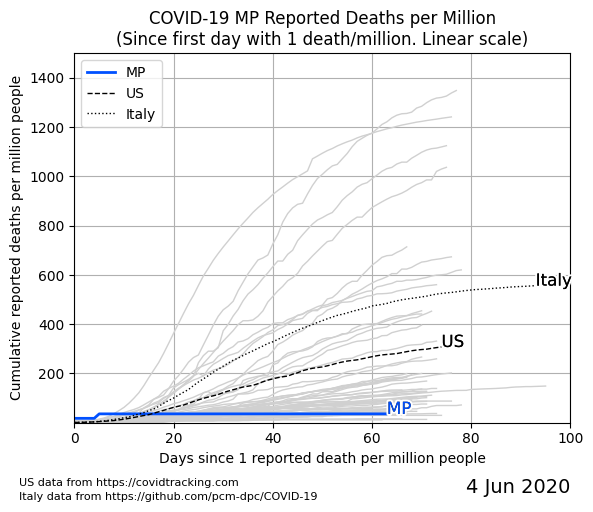 COVID-19 MP Reported Deaths per Million
(Since first day with 1 death/million. Linear scale)
MP
US
Italy
Cumulative reported deaths per million people
1400
1200
1000
800
600
400
200
Italy
US
MP
0 20 40 60 80 100
Days since 1 reported death per million people
US data from https://covidtracking.com
Italy data from https://github.com/pcm-dpc/COVID-19
4 Jun 2020